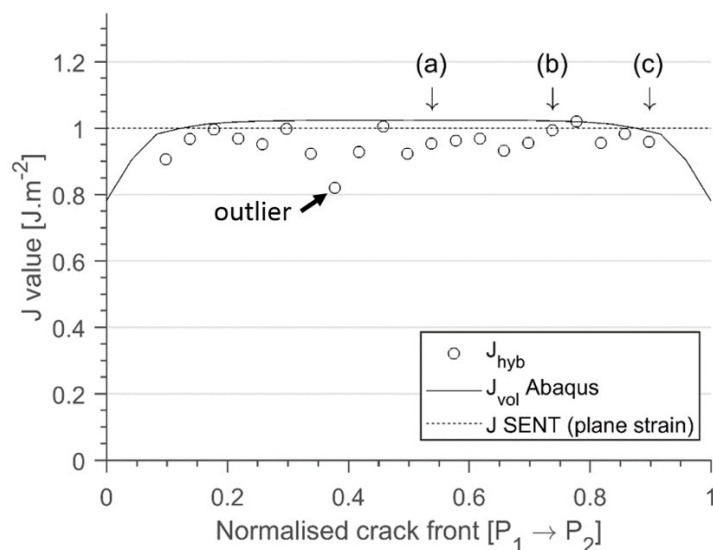 (a) (b) (c)
1.2
1
0.8
0.6
0.4
0.2
0
outlier
J value [J.m⁻²]
J_hyb
J_vol Abaqus
J SENT (plane strain)
0 0.2 0.4 0.6 0.8 1
Normalised crack front [P₁ → P₂]